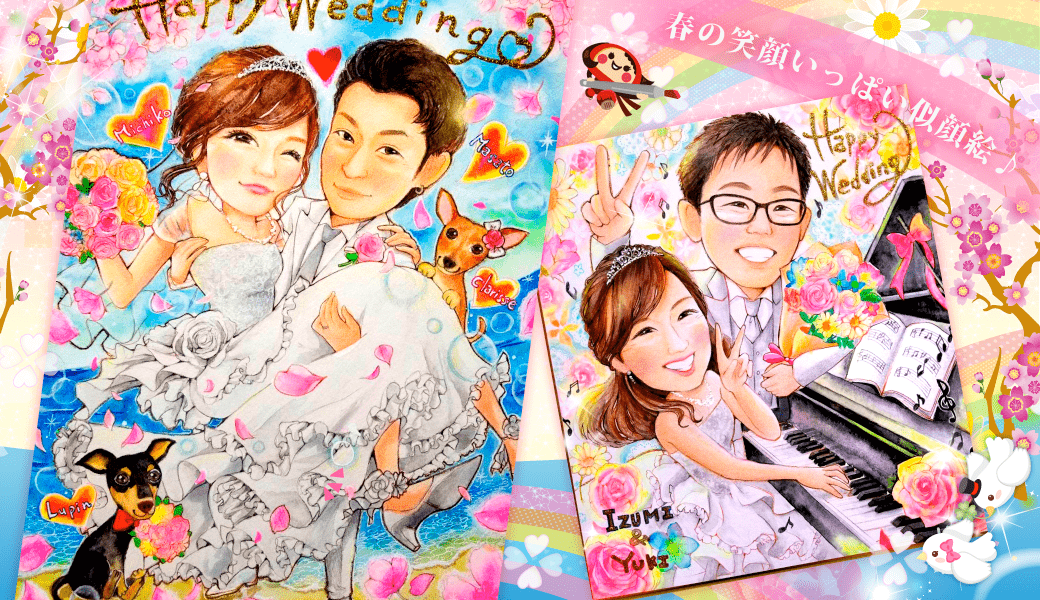 Happy Wedding
Michiko
Masato
Clarisse
Lupin
春の笑顔いっぱい似顔絵♪
Happy
Wedding
IZUMI
&
YUKI